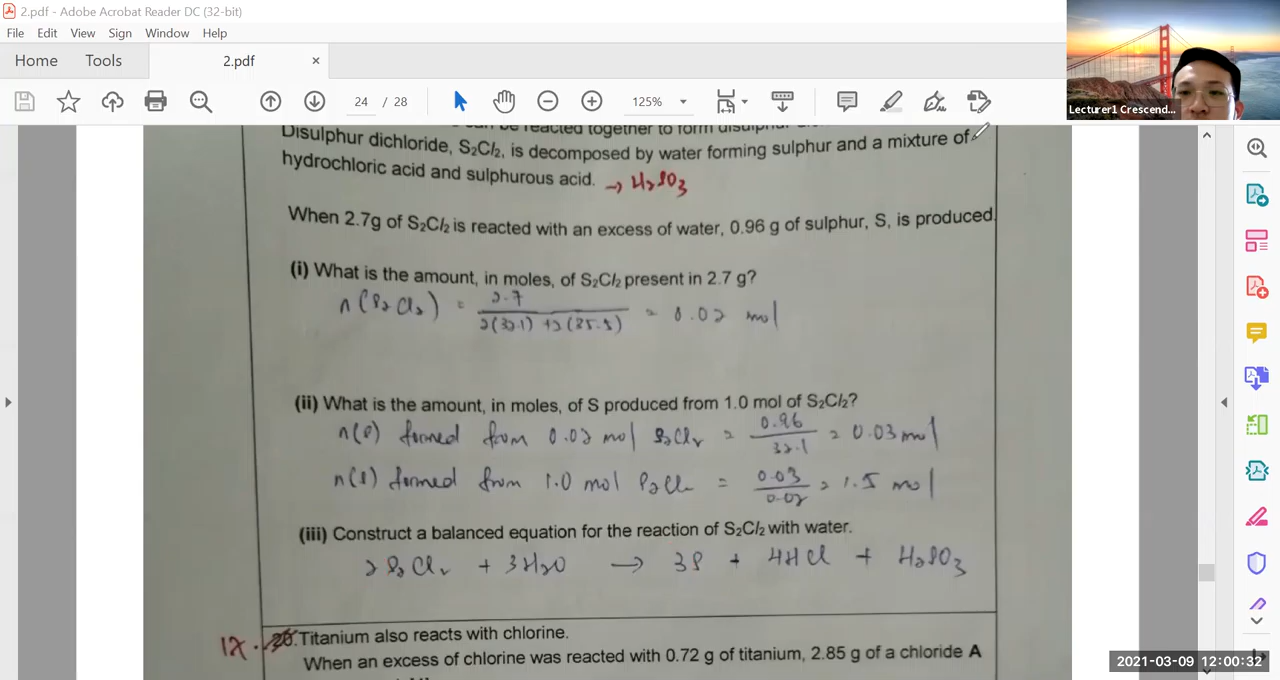 2.pdf - Adobe Acrobat Reader DC (32-bit)
File Edit View Sign Window Help
Home Tools 2.pdf ×
24 / 28 125%
Lecturer1 Crescend...
be reacted together to form
Disulphur dichloride, S₂Cl₂, is decomposed by water forming sulphur and a mixture of
hydrochloric acid and sulphurous acid. → H₂SO₃
When 2.7g of S₂Cl₂ is reacted with an excess of water, 0.96 g of sulphur, S, is produced.
(i) What is the amount, in moles, of S₂Cl₂ present in 2.7 g?
n(S₂Cl₂) = 2.7 / 2(32.1) + 2(35.5) = 0.02 mol
(ii) What is the amount, in moles, of S produced from 1.0 mol of S₂Cl₂?
n(S) formed from 0.02 mol S₂Cl₂ = 0.96 / 32.1 = 0.03 mol
n(S) formed from 1.0 mol S₂Cl₂ = 0.03 / 0.02 = 1.5 mol
(iii) Construct a balanced equation for the reaction of S₂Cl₂ with water.
2S₂Cl₂ + 3H₂O → 3S + 4HCl + H₂SO₃
Titanium also reacts with chlorine.
When an excess of chlorine was reacted with 0.72 g of titanium, 2.85 g of a chloride A
2021-03-09 12:00:32